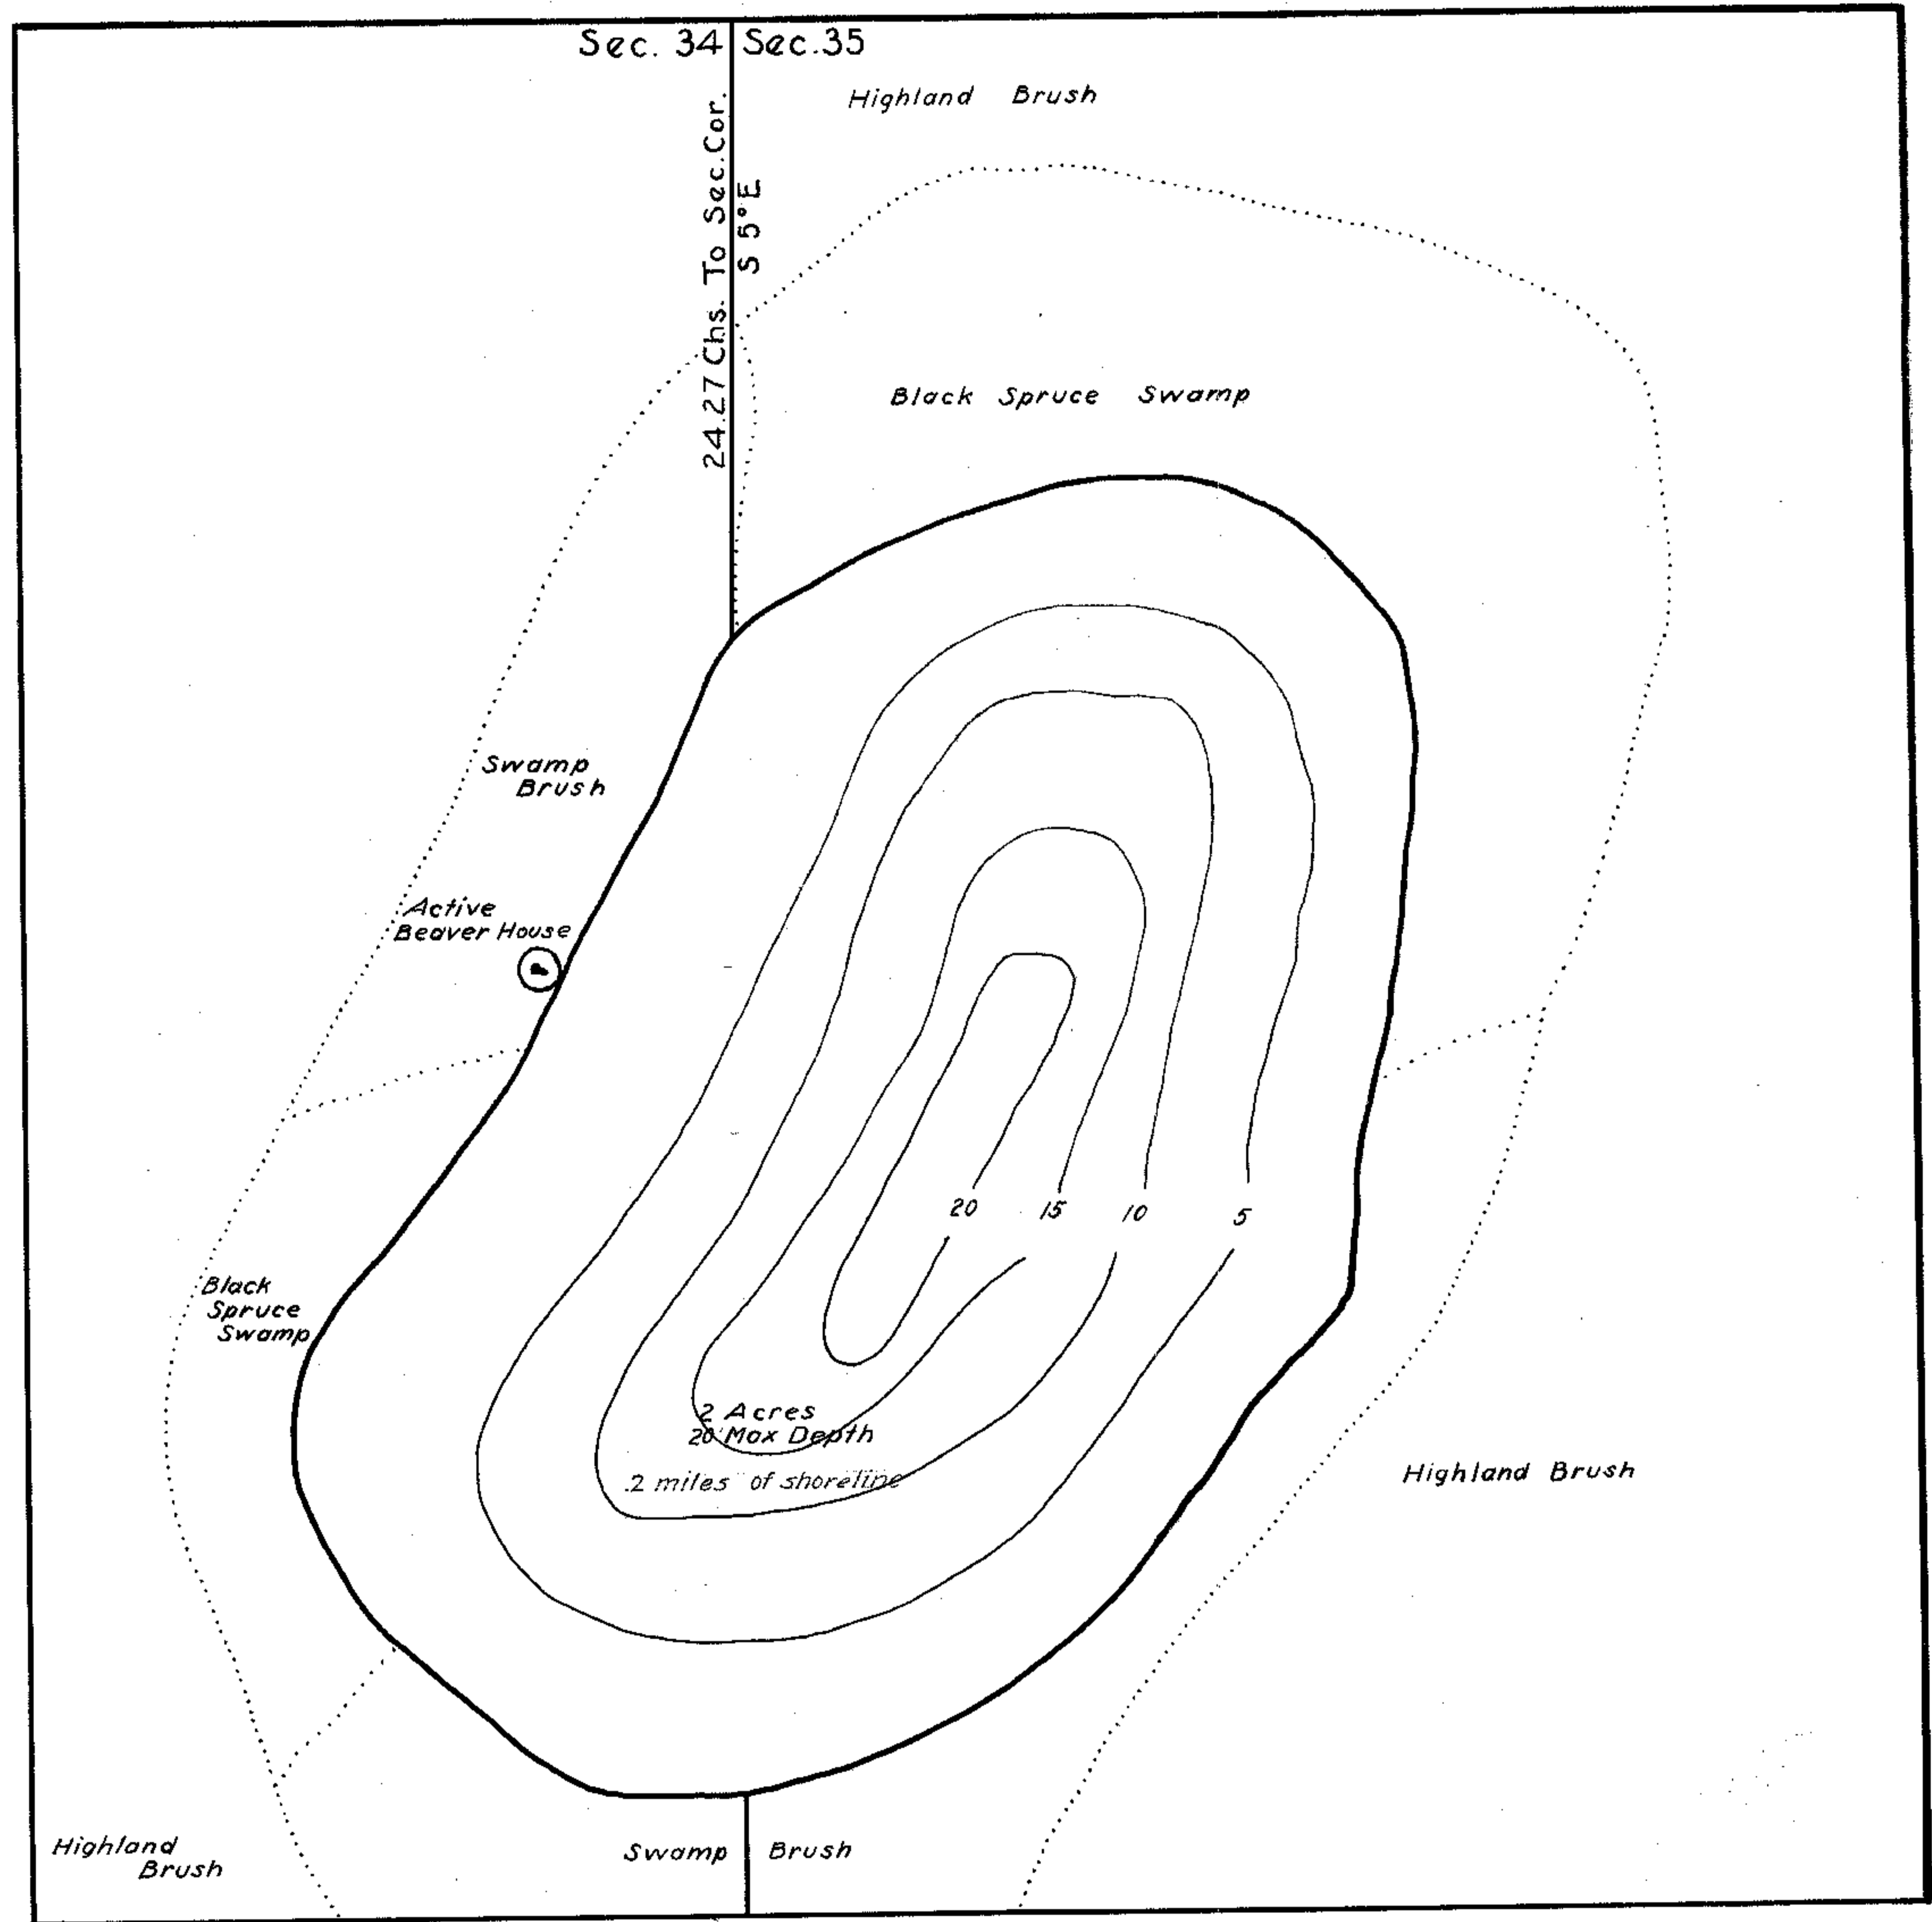 Sec. 34 Sec. 35
Highland Brush
24.27 Chs. To Sec. Cor.
S 5° E
Black Spruce Swamp
Swamp
Brush
Active
Beaver House
20 15 10 5
Black
Spruce
Swamp
2 Acres
20' Max Depth
.2 miles of shoreline
Highland Brush
Highland
Brush
Swamp Brush